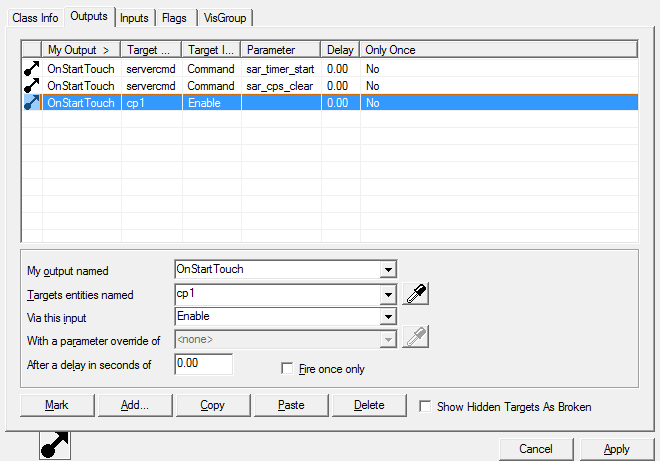 Class Info Outputs Inputs Flags VisGroup
My Output > Target ... Target I... Parameter Delay Only Once
OnStartTouch servercmd Command sar_timer_start 0.00 No
OnStartTouch servercmd Command sar_cps_clear 0.00 No
OnStartTouch cp1 Enable 0.00 No
My output named OnStartTouch
Targets entities named cp1
Via this input Enable
With a parameter override of <none>
After a delay in seconds of 0.00 Fire once only
Mark Add... Copy Paste Delete Show Hidden Targets As Broken
Cancel Apply